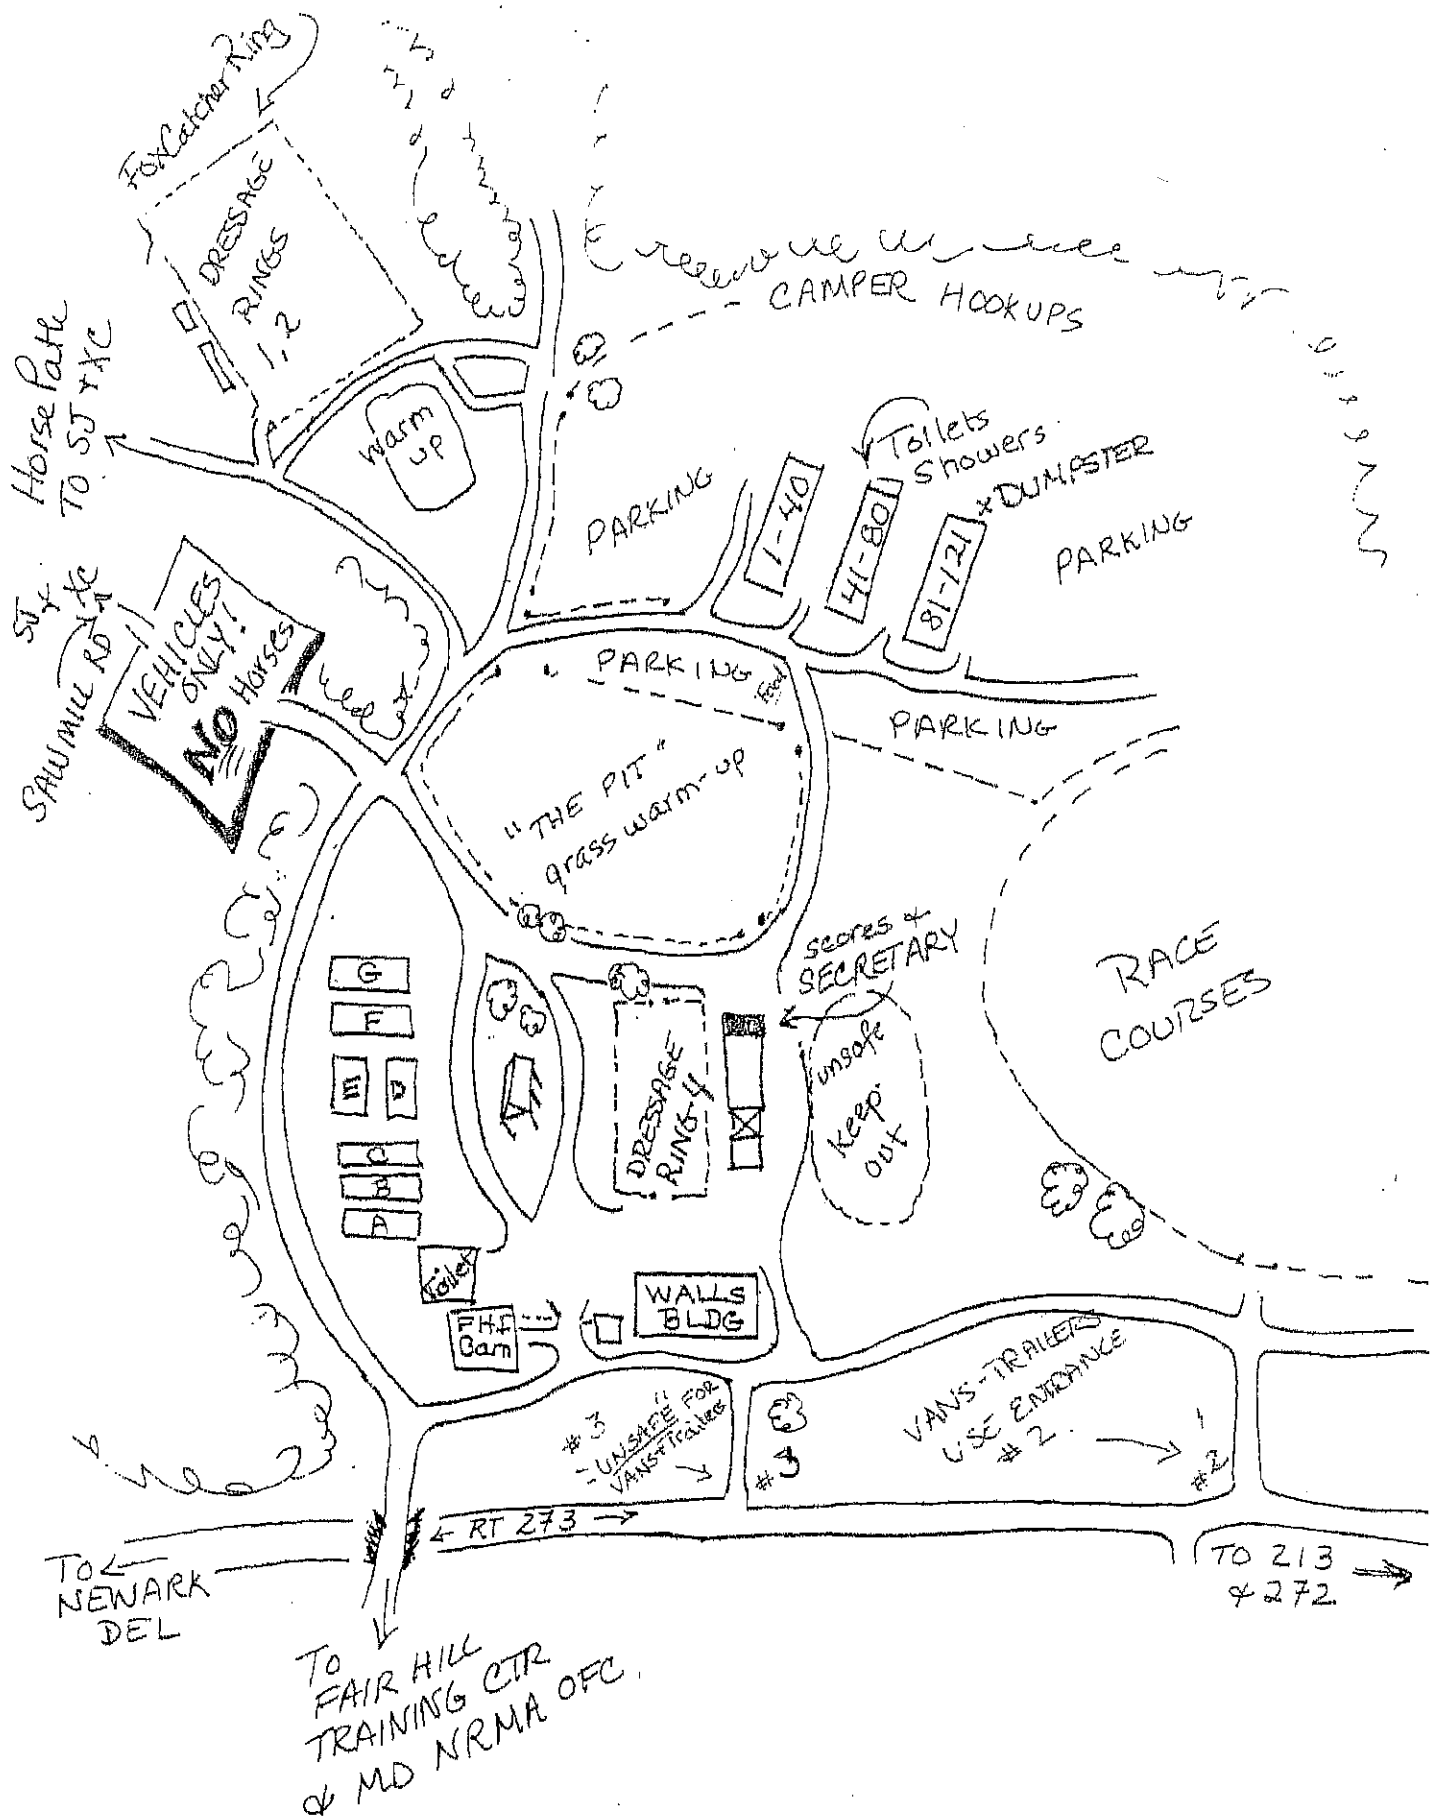 FoxCatcher Ring
DRESSAGE
RINGS
1, 2
Horse Path
TO SJ + XC
warm
up
CAMPER HOOKUPS
PARKING
Toilets
Showers
x DUMPSTER
1-40
41-80
81-121
PARKING
SJ +
XC
SAWMILL RD
VEHICLES
ONLY!
NO Horses
PARKING
Food
PARKING
"THE PIT"
grass warm-up
scores +
SECRETARY
RACE
COURSES
unsafe
keep
out
G
F
E
D
C
B
A
DRESSAGE
RING-4
Toilet
F.H.F
Barn
WALLS
BLDG
#3
"UNSAFE" FOR
VANS+Trailers
#3
VANS-TRAILERS
USE ENTRANCE
#2
#2
RT 273
TO
NEWARK
DEL
TO 213
& 272
TO
FAIR HILL
TRAINING CTR
& MD NRMA OFC.